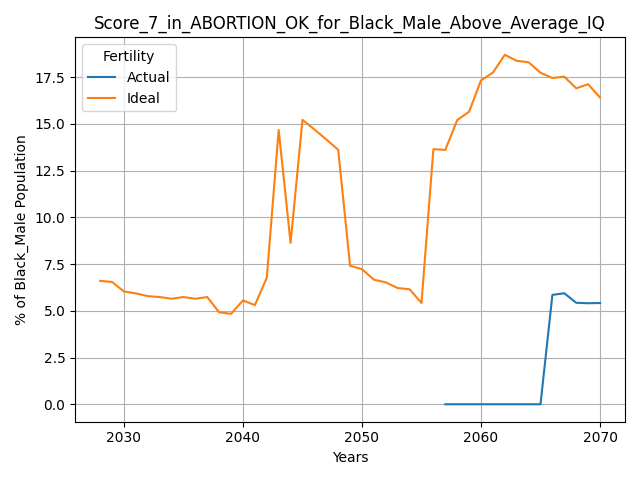 Score_7_in_ABORTION_OK_for_Black_Male_Above_Average_IQ
Fertility
Actual
Ideal
% of Black_Male Population
17.5
15.0
12.5
10.0
7.5
5.0
2.5
0.0
2030 2040 2050 2060 2070
Years